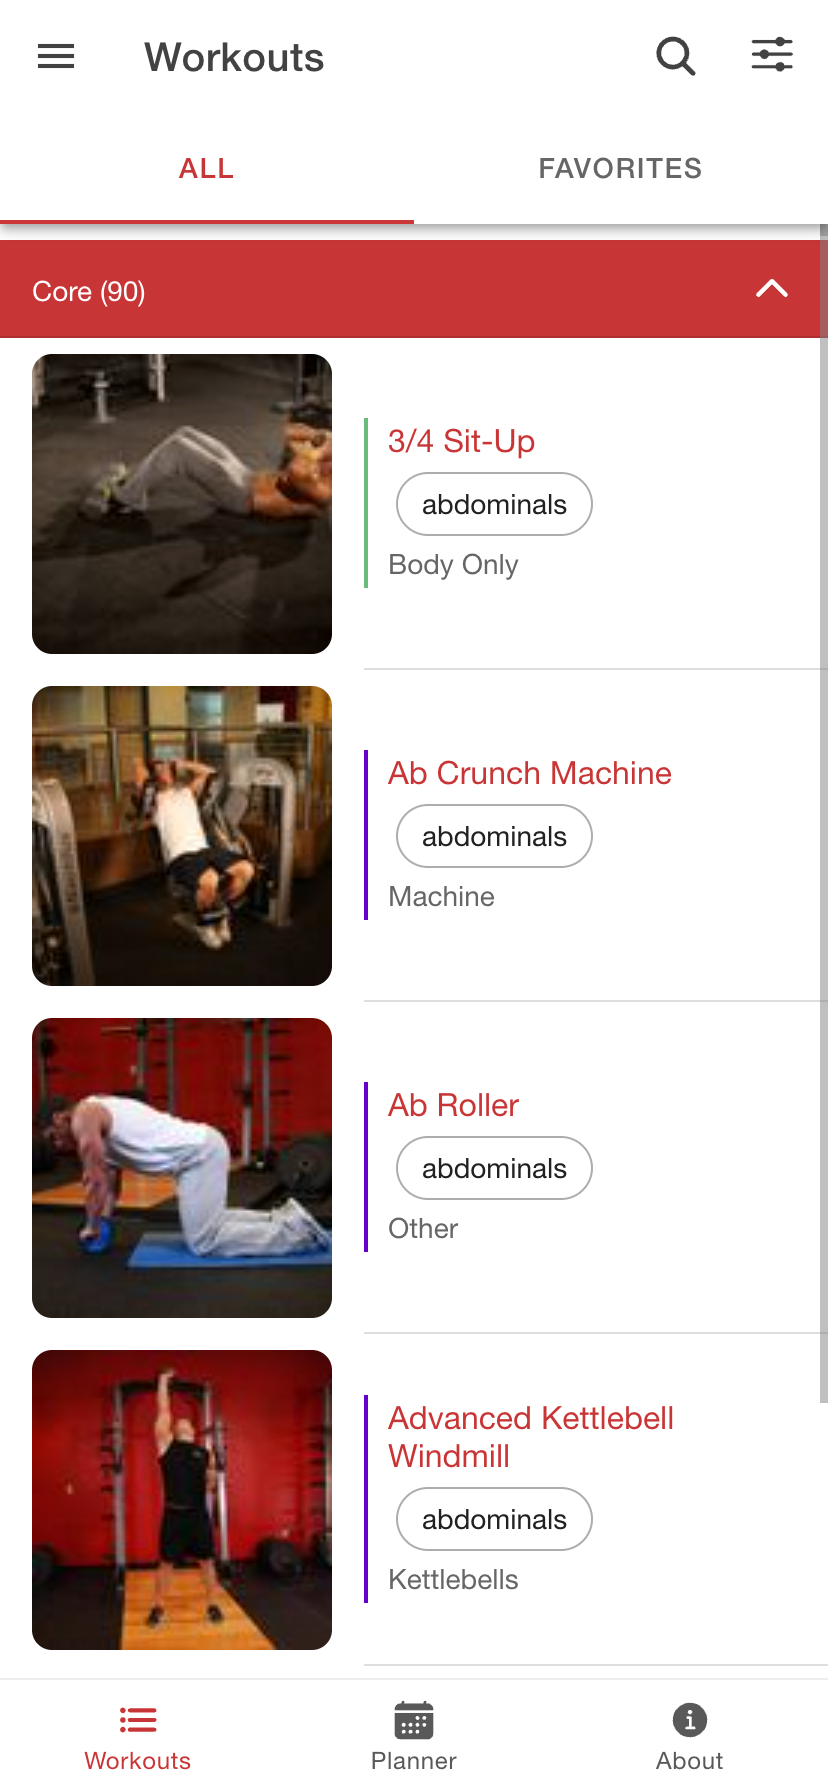 Workouts
ALL
FAVORITES
Core (90)
3/4 Sit-Up
abdominals
Body Only
Ab Crunch Machine
abdominals
Machine
Ab Roller
abdominals
Other
Advanced Kettlebell
Windmill
abdominals
Kettlebells
Workouts
Planner
About